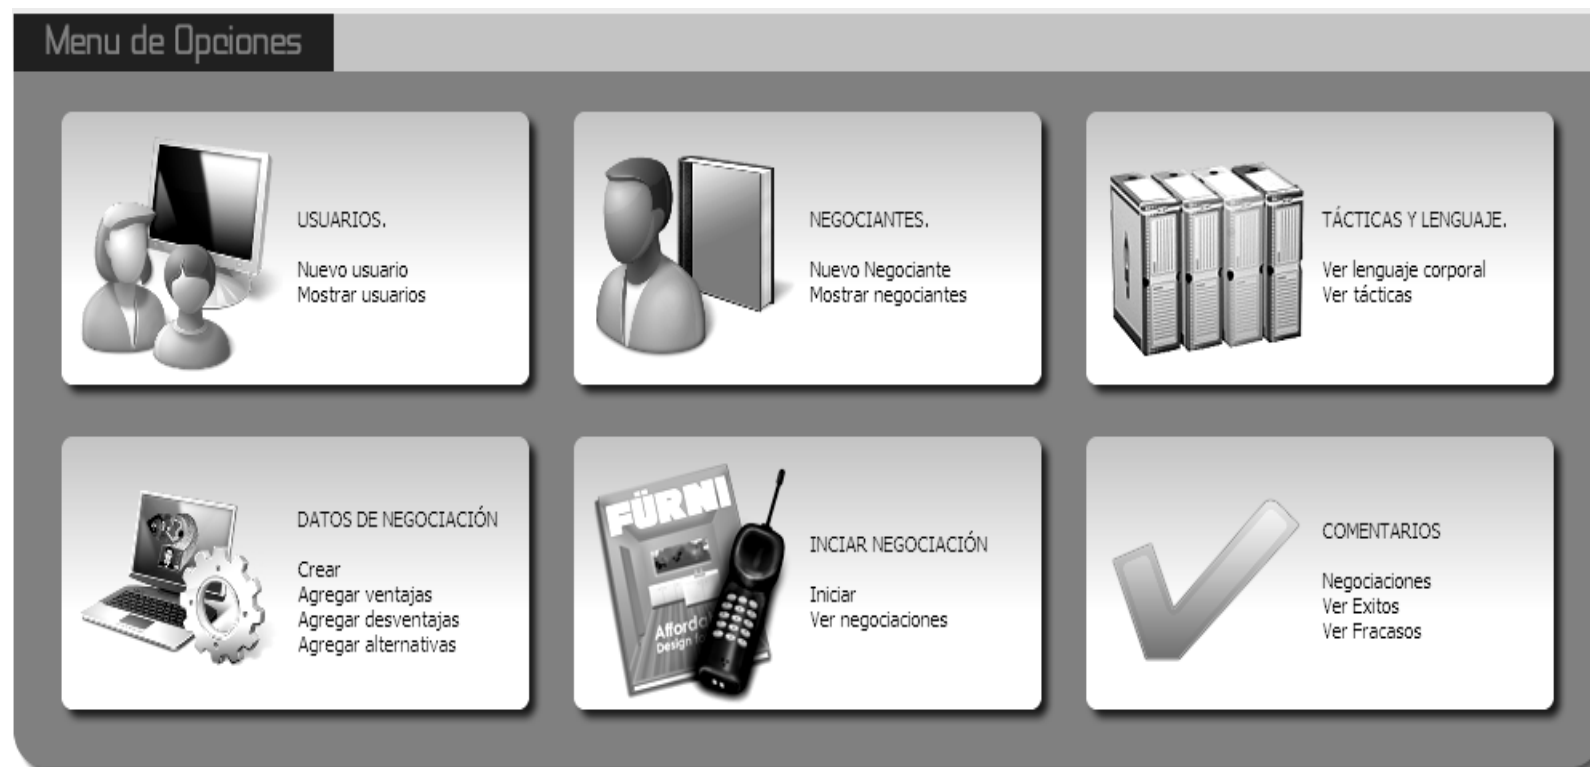 Menu de Opciones
USUARIOS.
Nuevo usuario
Mostrar usuarios
NEGOCIANTES.
Nuevo Negociante
Mostrar negociantes
TÁCTICAS Y LENGUAJE.
Ver lenguaje corporal
Ver tácticas
DATOS DE NEGOCIACIÓN
Crear
Agregar ventajas
Agregar desventajas
Agregar alternativas
FÜRNI
Design
INCIAR NEGOCIACIÓN
Iniciar
Ver negociaciones
COMENTARIOS
Negociaciones
Ver Exitos
Ver Fracasos